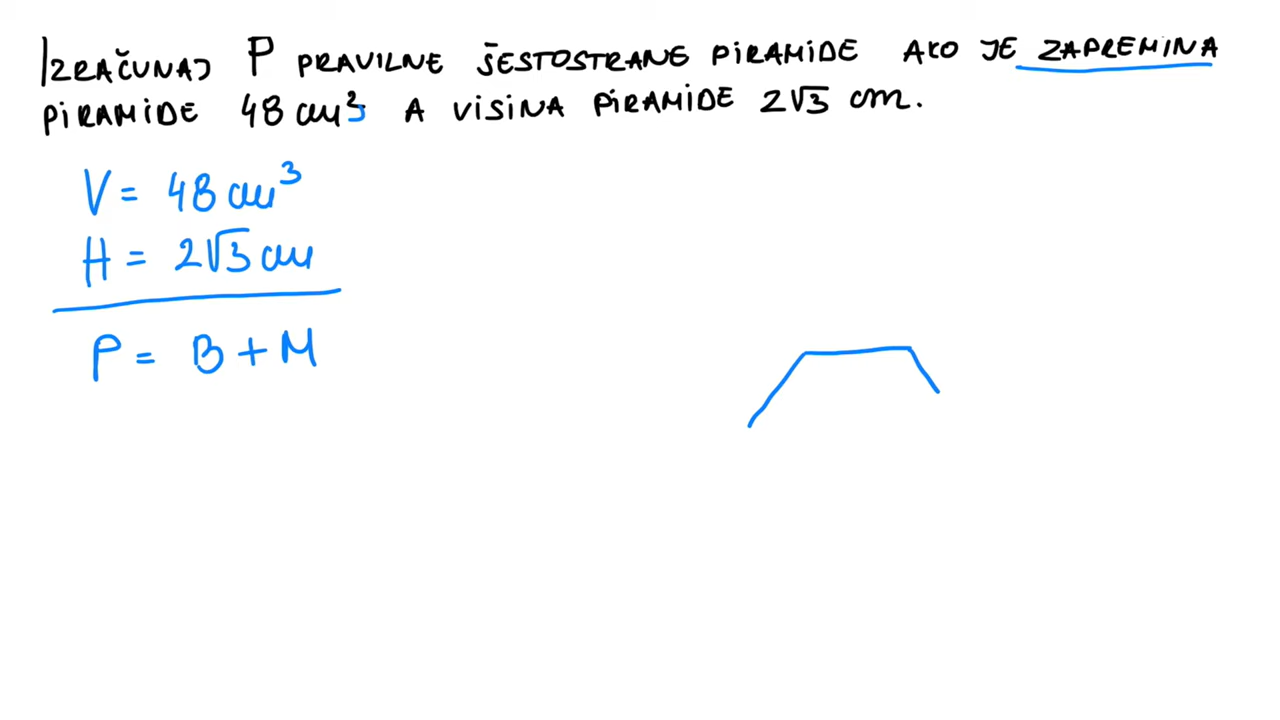 IZRAČUNAJ P PRAVILNE ŠESTOSTRANE PIRAMIDE AKO JE ZAPREMINA
PIRAMIDE 48 cm³ A VISINA PIRAMIDE 2√3 cm.
V = 48 cm³
H = 2√3 cm
P = B + M